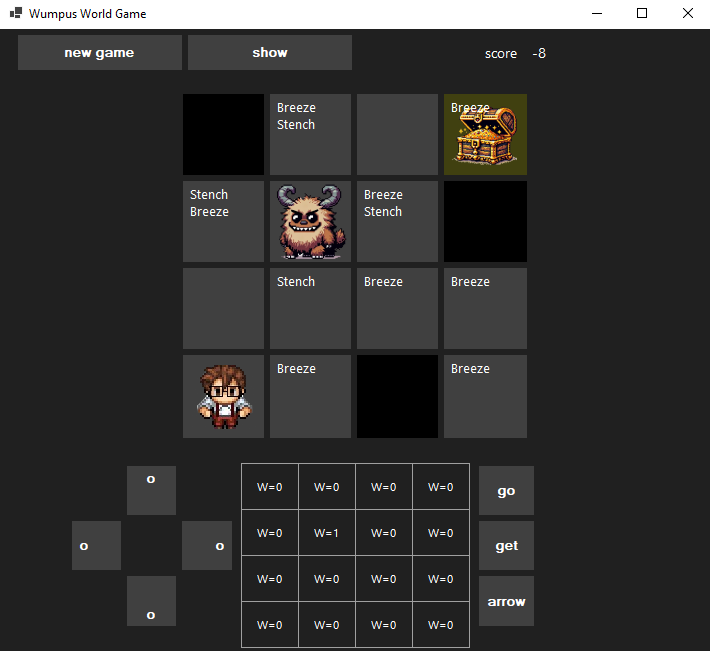 Wumpus World Game
new game
show
score -8
Breeze
Stench
Breeze
Stench
Breeze
Breeze
Stench
Stench
Breeze
Breeze
Breeze
Breeze
o
o
o
o
W=0 W=0 W=0 W=0
W=0 W=1 W=0 W=0
W=0 W=0 W=0 W=0
W=0 W=0 W=0 W=0
go
get
arrow